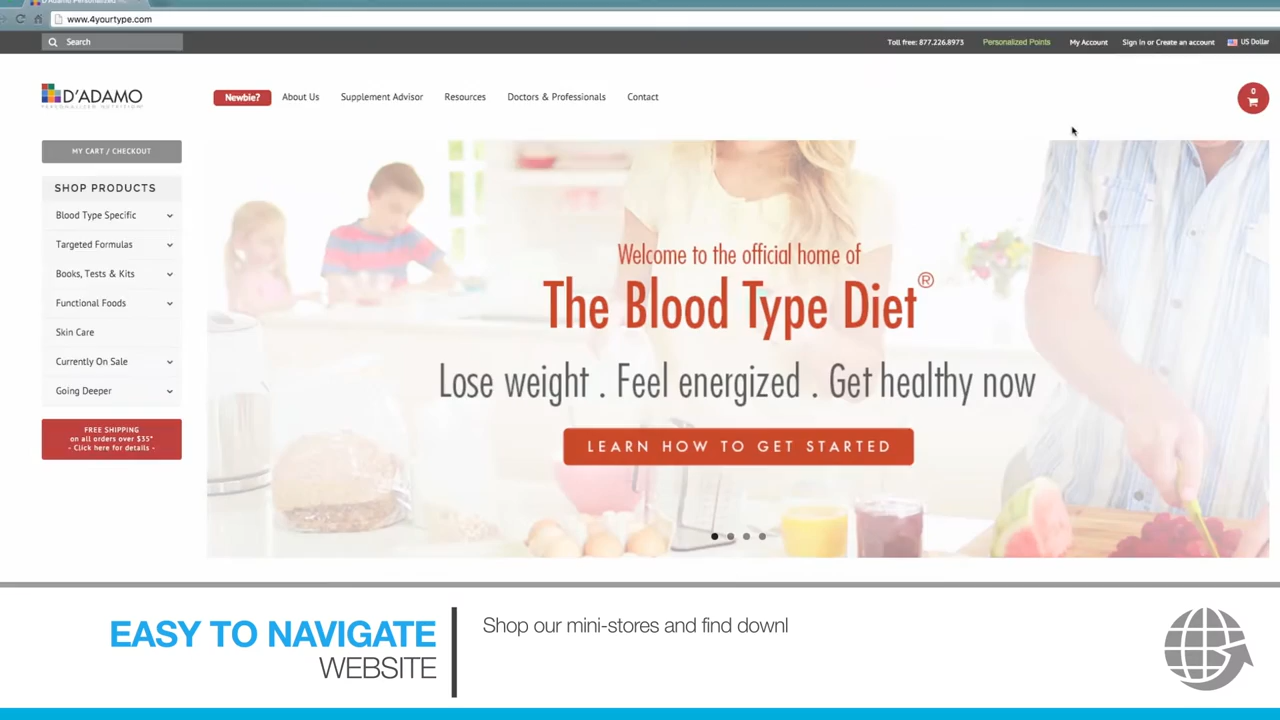 D'Adamo Personalized
www.4yourtype.com
Search
Toll free: 877.226.8973
Personalized Points
My Account
Sign in or Create an account
US Dollar
D'ADAMO
PERSONALIZED NUTRITION
Newbie?
About Us
Supplement Advisor
Resources
Doctors & Professionals
Contact
0
MY CART / CHECKOUT
SHOP PRODUCTS
Blood Type Specific
Targeted Formulas
Books, Tests & Kits
Functional Foods
Skin Care
Currently On Sale
Going Deeper
FREE SHIPPING
on all orders over $35*
- Click here for details -
Welcome to the official home of
The Blood Type Diet®
Lose weight . Feel energized . Get healthy now
LEARN HOW TO GET STARTED
EASY TO NAVIGATE
WEBSITE
Shop our mini-stores and find downl